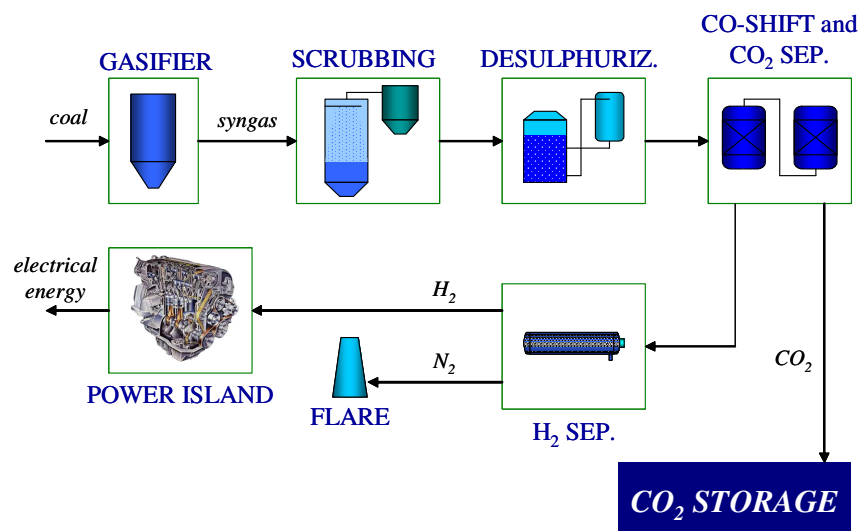 GASIFIER
SCRUBBING
DESULPHURIZ.
CO-SHIFT and
CO₂ SEP.
coal
syngas
electrical
energy
H₂
N₂
CO₂
POWER ISLAND
FLARE
H₂ SEP.
CO₂ STORAGE